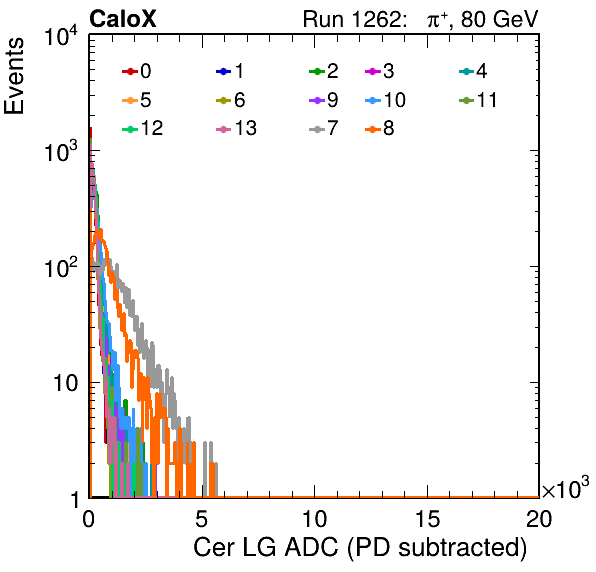 CaloX Run 1262: π⁺, 80 GeV
Events
10⁴
10³
10²
10
1
0 1 2 3 4
5 6 9 10 11
12 13 7 8
0 5 10 15 20
×10³
Cer LG ADC (PD subtracted)